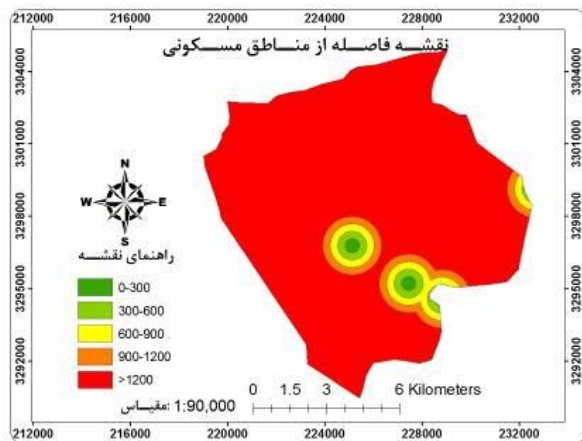 212000 216000 220000 224000 228000 232000
نقشه فاصله از مناطق مسکونی
3304000 3304000
3301000 3301000
3298000 3298000
3295000 3295000
3292000 3292000
N
W E
S
راهنمای نقشه
0-300
300-600
600-900
900-1200
>1200
مقیاس: 1:90,000
0 1.5 3 6 Kilometers
212000 216000 220000 224000 228000 232000